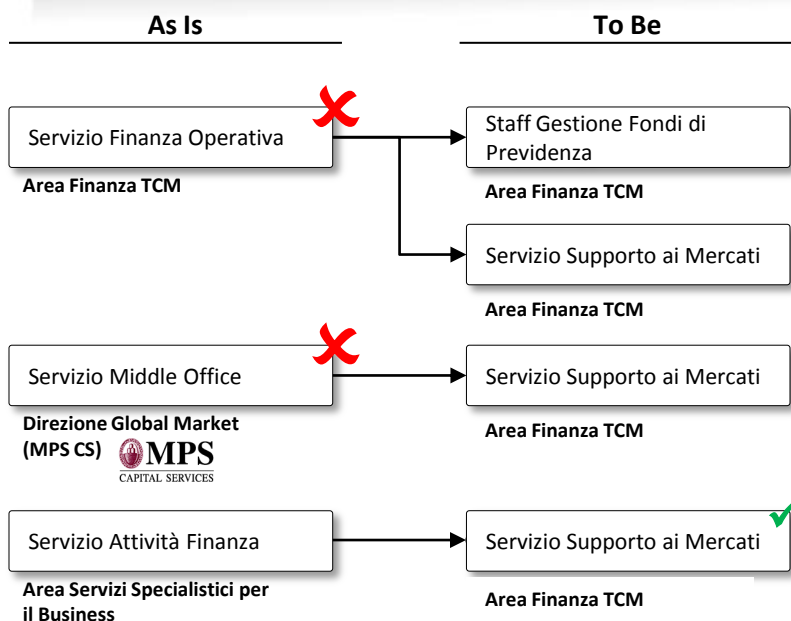 As Is
To Be
Servizio Finanza Operativa
Area Finanza TCM
Staff Gestione Fondi di
Previdenza
Area Finanza TCM
Servizio Supporto ai Mercati
Area Finanza TCM
Servizio Middle Office
Direzione Global Market
(MPS CS)
MPS
CAPITAL SERVICES
Servizio Supporto ai Mercati
Area Finanza TCM
Servizio Attività Finanza
Area Servizi Specialistici per
il Business
Servizio Supporto ai Mercati
Area Finanza TCM